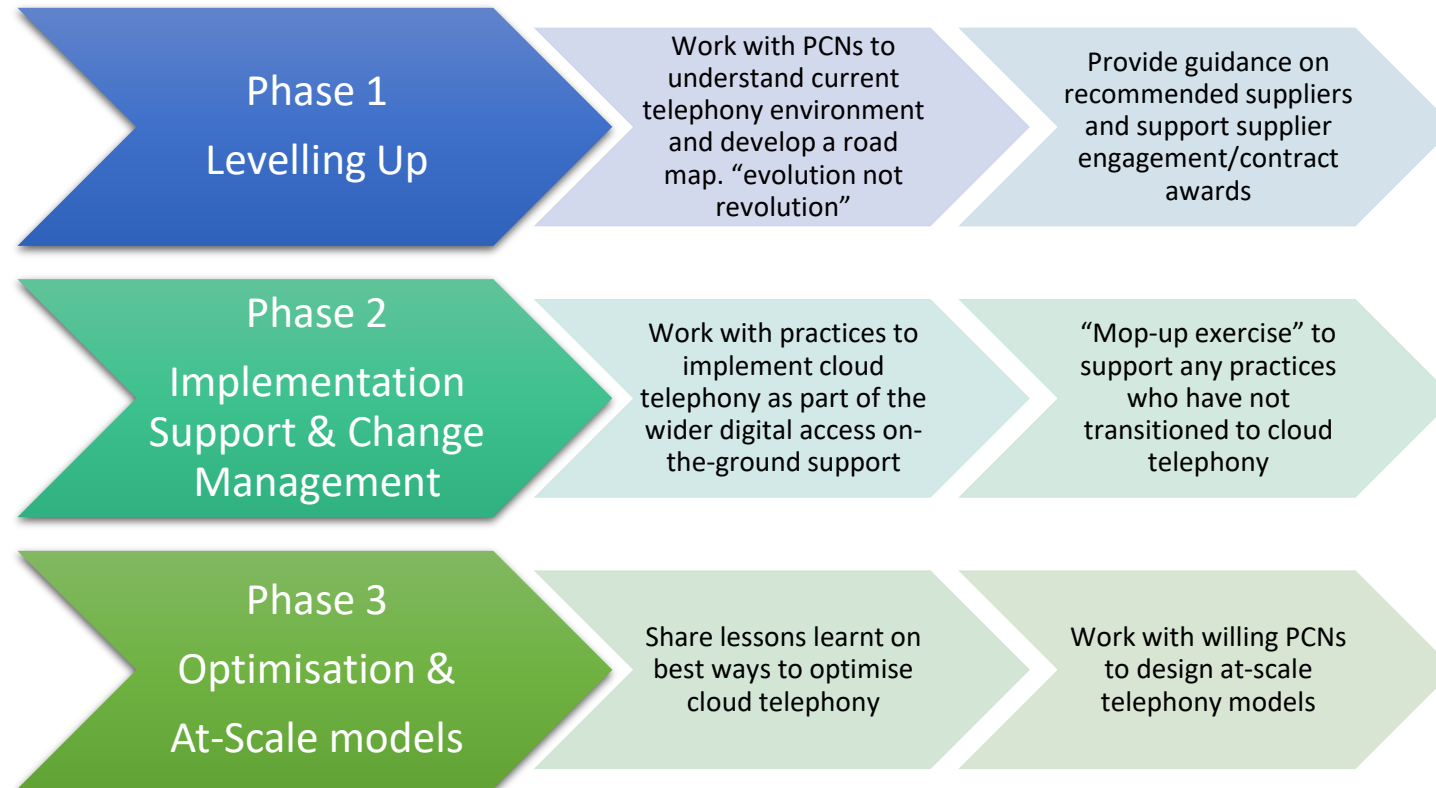 Phase 1
Levelling Up
Work with PCNs to
understand current
telephony environment
and develop a road
map. “evolution not
revolution”
Provide guidance on
recommended suppliers
and support supplier
engagement/contract
awards
Phase 2
Implementation
Support & Change
Management
Work with practices to
implement cloud
telephony as part of the
wider digital access on-
the-ground support
“Mop-up exercise” to
support any practices
who have not
transitioned to cloud
telephony
Phase 3
Optimisation &
At-Scale models
Share lessons learnt on
best ways to optimise
cloud telephony
Work with willing PCNs
to design at-scale
telephony models